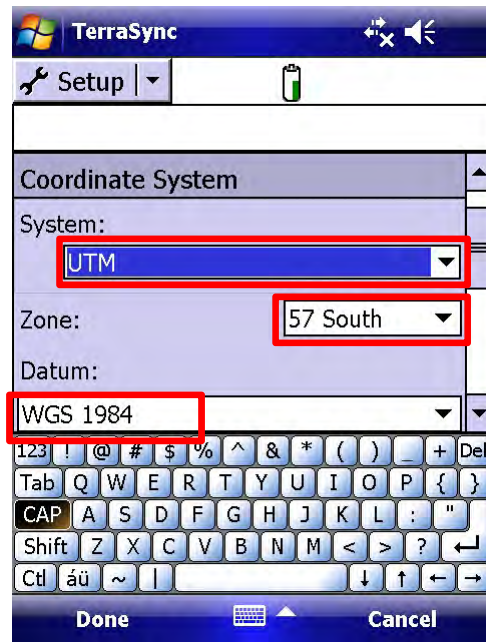 TerraSync
Setup
Coordinate System
System:
UTM
Zone: 57 South
Datum:
WGS 1984
123 ! @ # $ % ^ & * ( ) _ + Del
Tab Q W E R T Y U I O P { }
CAP A S D F G H J K L : "
Shift Z X C V B N M < > ? ↵
Ctl áü ~ | ↓ ↑ ← →
Done Cancel